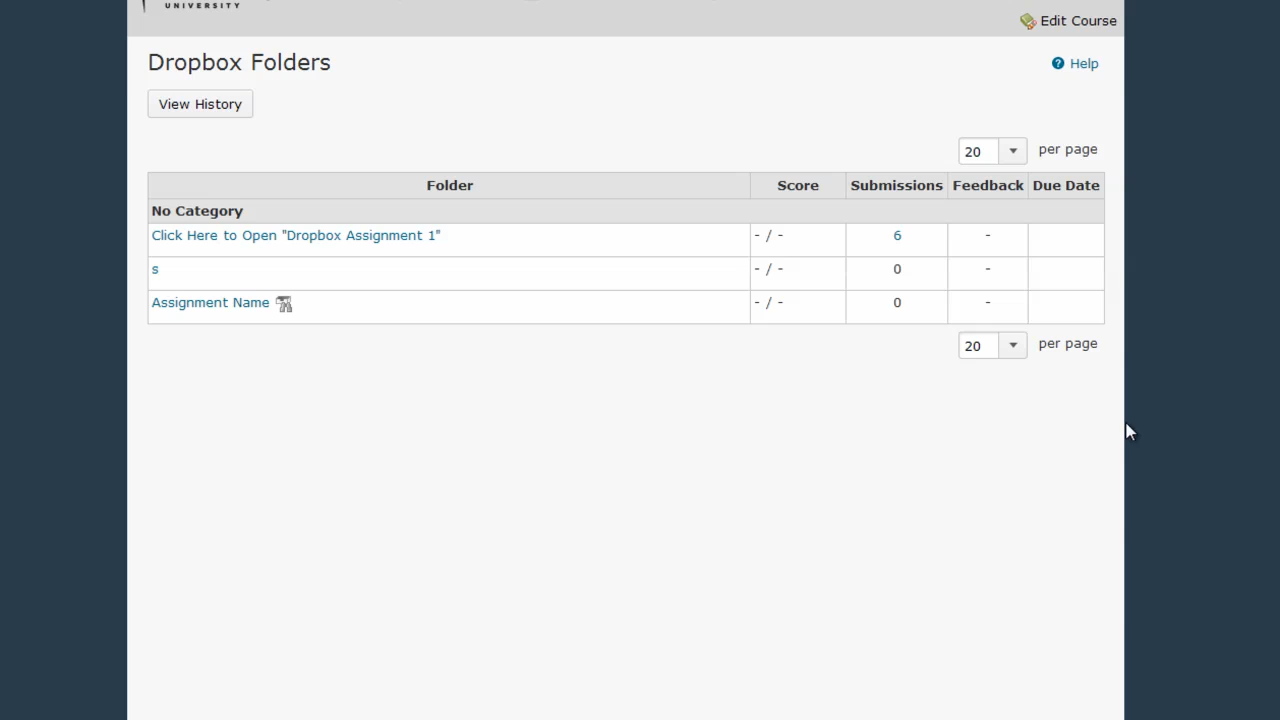 UNIVERSITY
Edit Course
Dropbox Folders
Help
View History
20 per page
Folder Score Submissions Feedback Due Date
No Category
Click Here to Open "Dropbox Assignment 1" - / - 6 -
s - / - 0 -
Assignment Name - / - 0 -
20 per page